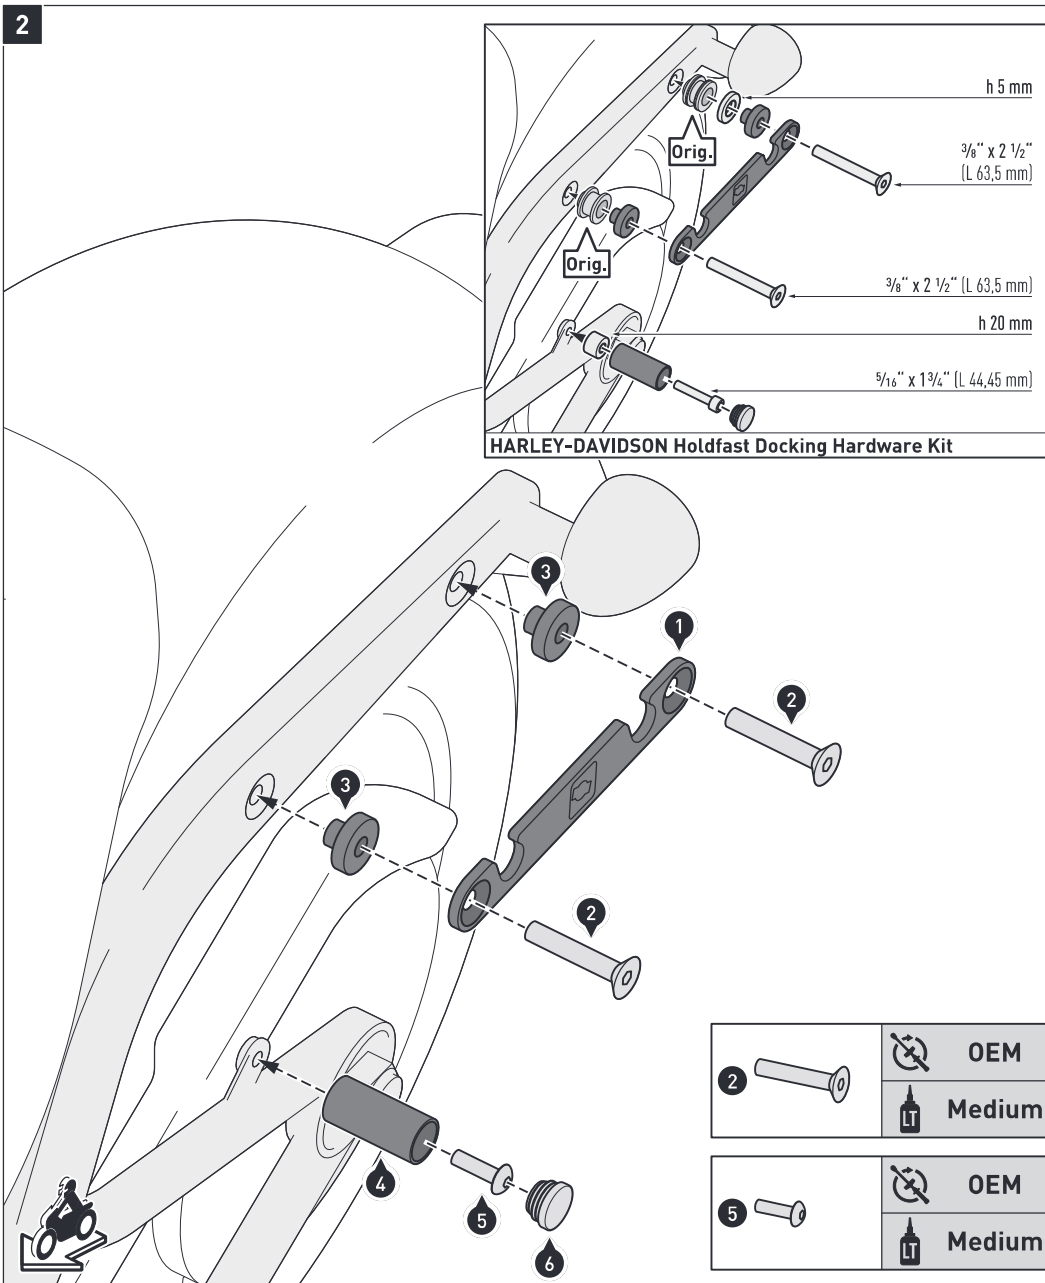 2
h 5 mm
Orig.
3/8“ x 2 1/2“
(L 63,5 mm)
Orig.
3/8“ x 2 1/2“ (L 63,5 mm)
h 20 mm
5/16“ x 1 3/4“ (L 44,45 mm)
HARLEY-DAVIDSON Holdfast Docking Hardware Kit
3
1
2
3
2
4
5
6
2
OEM
LT Medium
5
OEM
LT Medium